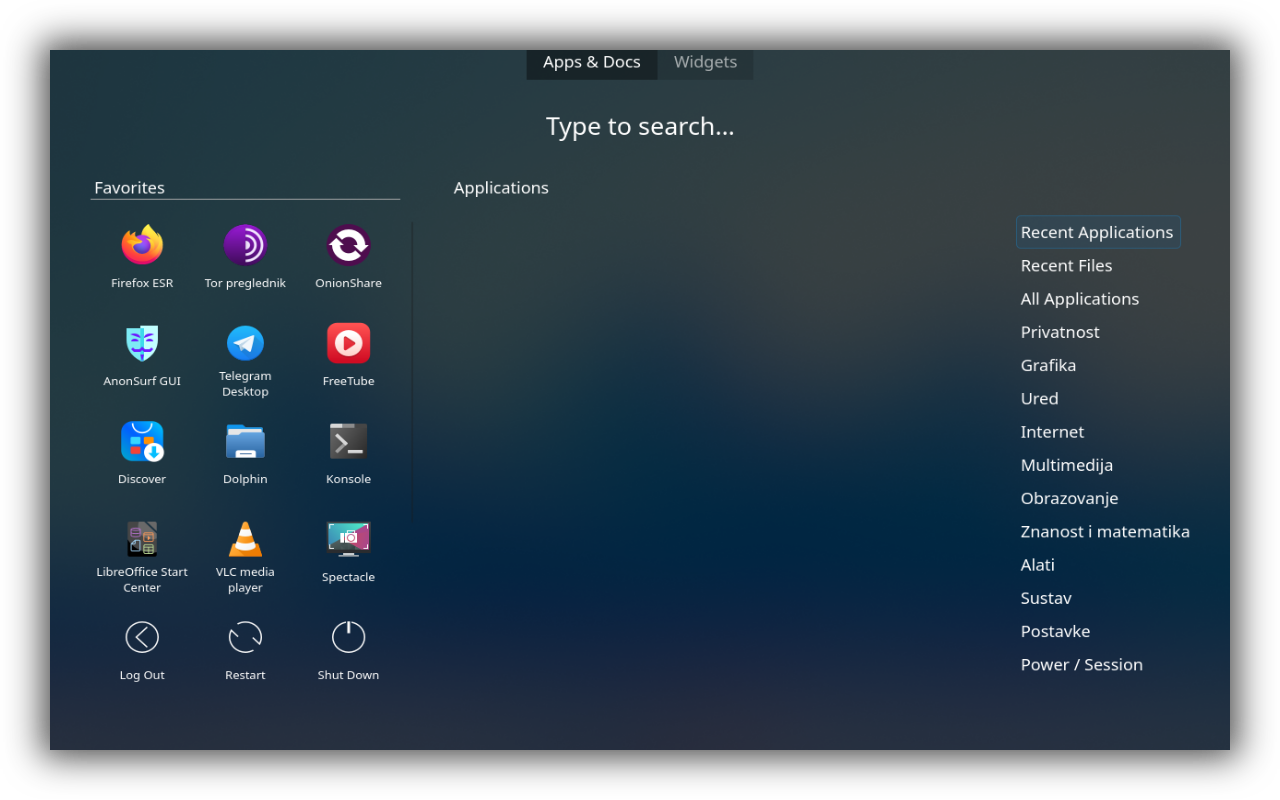 Apps & Docs
Widgets
Type to search...
Favorites
Firefox ESR
Tor preglednik
OnionShare
AnonSurf GUI
Telegram
Desktop
FreeTube
Discover
Dolphin
Konsole
LibreOffice Start
Center
VLC media
player
Spectacle
Log Out
Restart
Shut Down
Applications
Recent Applications
Recent Files
All Applications
Privatnost
Grafika
Ured
Internet
Multimedija
Obrazovanje
Znanost i matematika
Alati
Sustav
Postavke
Power / Session